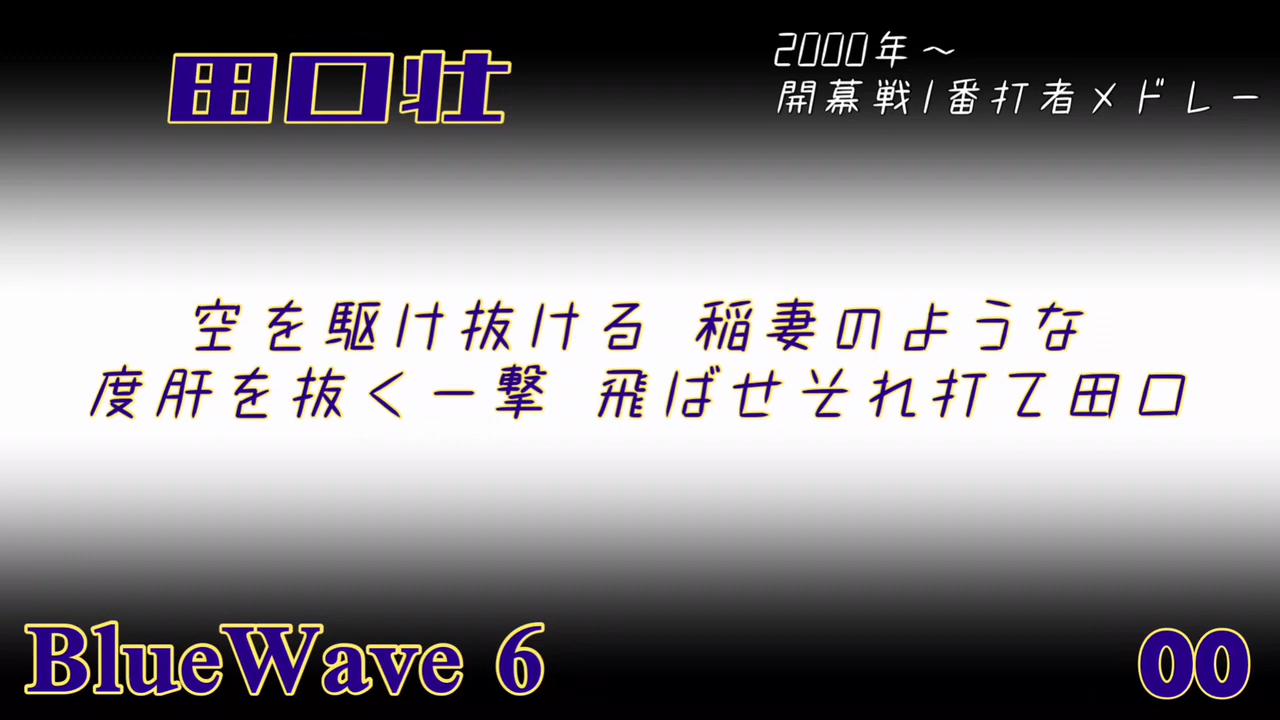 田口壮
2000年～
開幕戦1番打者メドレー
空を駆け抜ける 稲妻のような
度肝を抜く一撃 飛ばせそれ打て田口
BlueWave 6
00